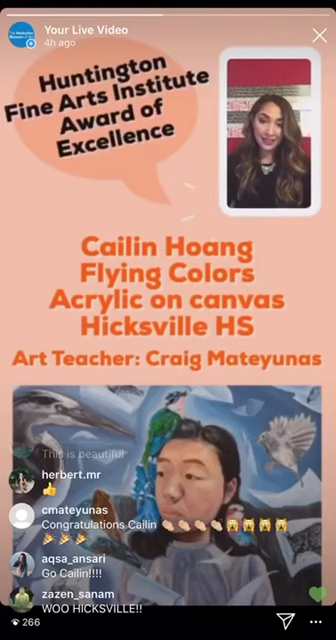 Your Live Video
4h ago
Huntington
Fine Arts Institute
Award of
Excellence
Cailin Hoang
Flying Colors
Acrylic on canvas
Hicksville HS
Art Teacher: Craig Mateyunas
This is beautiful
herbert.mr
👍
cmateyunas
Congratulations Cailin 👏🏼👏🏼👏🏼👏🏼😭😭😭😭
🎉🎉🎉
aqsa_ansari
Go Cailin!!!!
zazen_sanam
WOO HICKSVILLE!!
266